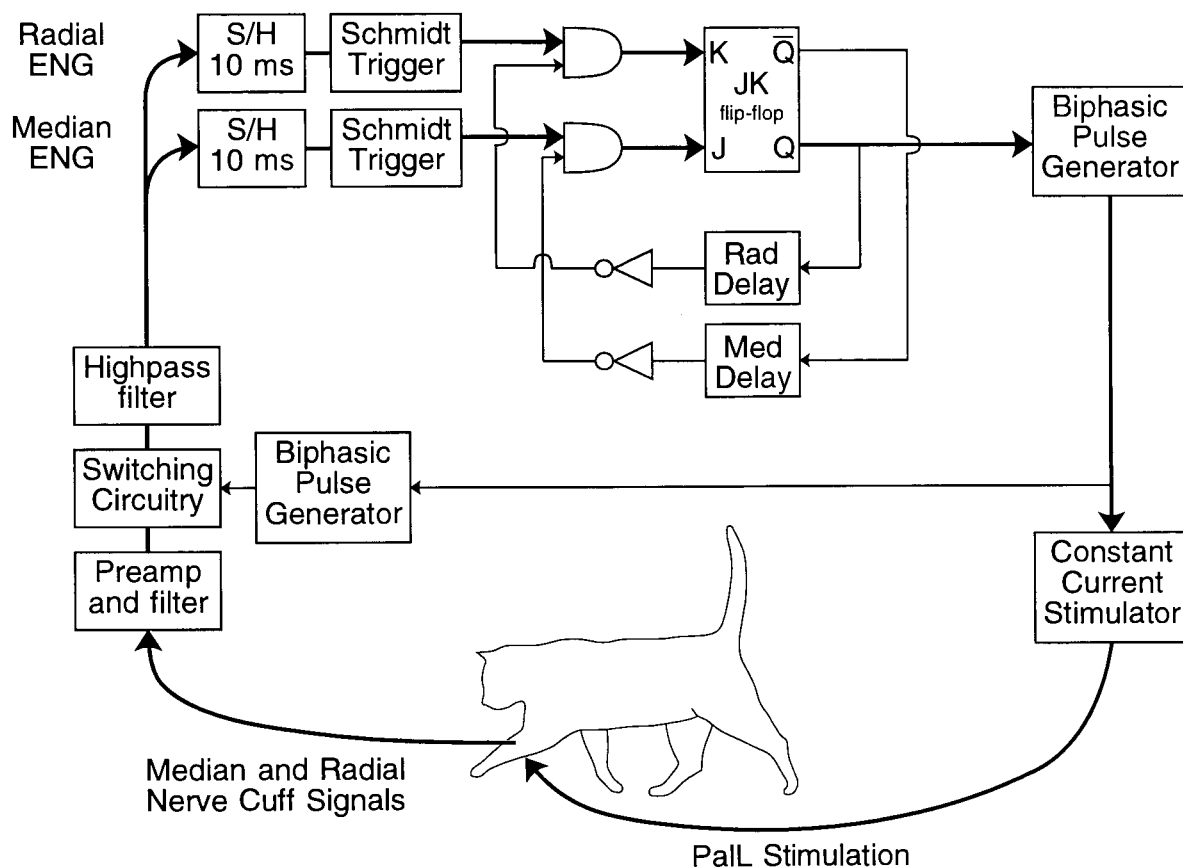 Radial
ENG
S/H
10 ms
Schmidt
Trigger
Median
ENG
S/H
10 ms
Schmidt
Trigger
K
Q
JK
flip-flop
J
Q
Biphasic
Pulse
Generator
Rad
Delay
Med
Delay
Highpass
filter
Switching
Circuitry
Biphasic
Pulse
Generator
Preamp
and filter
Constant
Current
Stimulator
Median and Radial
Nerve Cuff Signals
PalL Stimulation